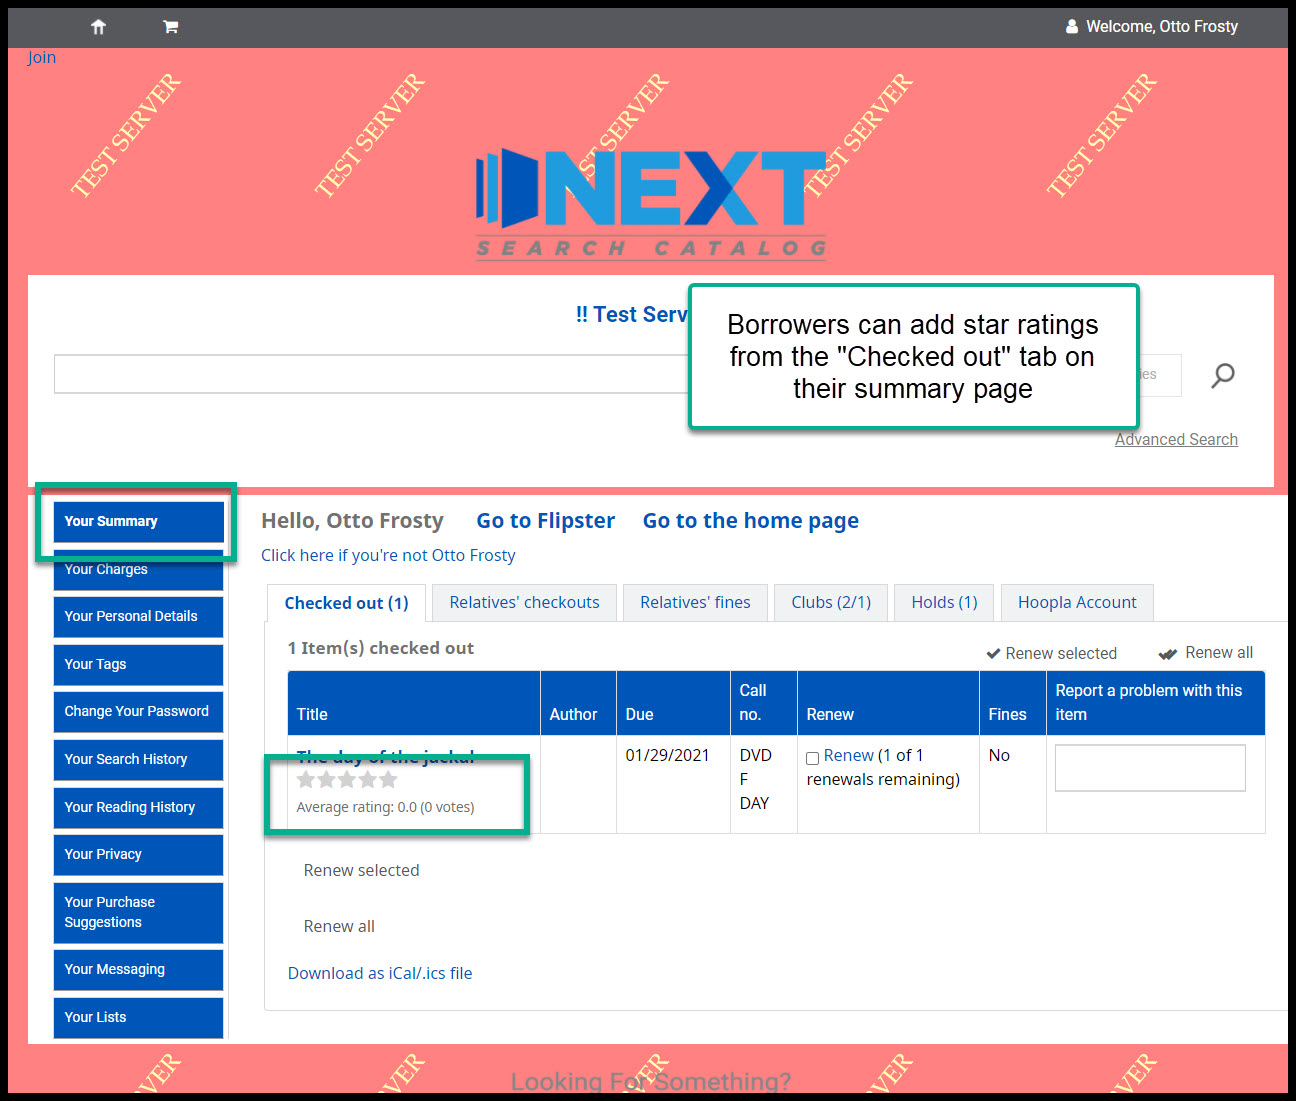 Welcome, Otto Frosty
Join
TEST SERVER
TEST SERVER
TEST SERVER
TEST SERVER
TEST SERVER
NEXT
SEARCH CATALOG
!! Test Serv
Borrowers can add star ratings
from the "Checked out" tab on
their summary page
Advanced Search
Your Summary
Your Charges
Your Personal Details
Your Tags
Change Your Password
Your Search History
Your Reading History
Your Privacy
Your Purchase
Suggestions
Your Messaging
Your Lists
Hello, Otto Frosty Go to Flipster Go to the home page
Click here if you're not Otto Frosty
Checked out (1) Relatives' checkouts Relatives' fines Clubs (2/1) Holds (1) Hoopla Account
1 Item(s) checked out
Renew selected Renew all
Title Author Due Call no. Renew Fines Report a problem with this item
The day of the jackal
Average rating: 0.0 (0 votes)
01/29/2021
DVD
F
DAY
Renew (1 of 1
renewals remaining)
No
Renew selected
Renew all
Download as iCal/.ics file
VER
VER
VER
VER
VER
Looking For Something?